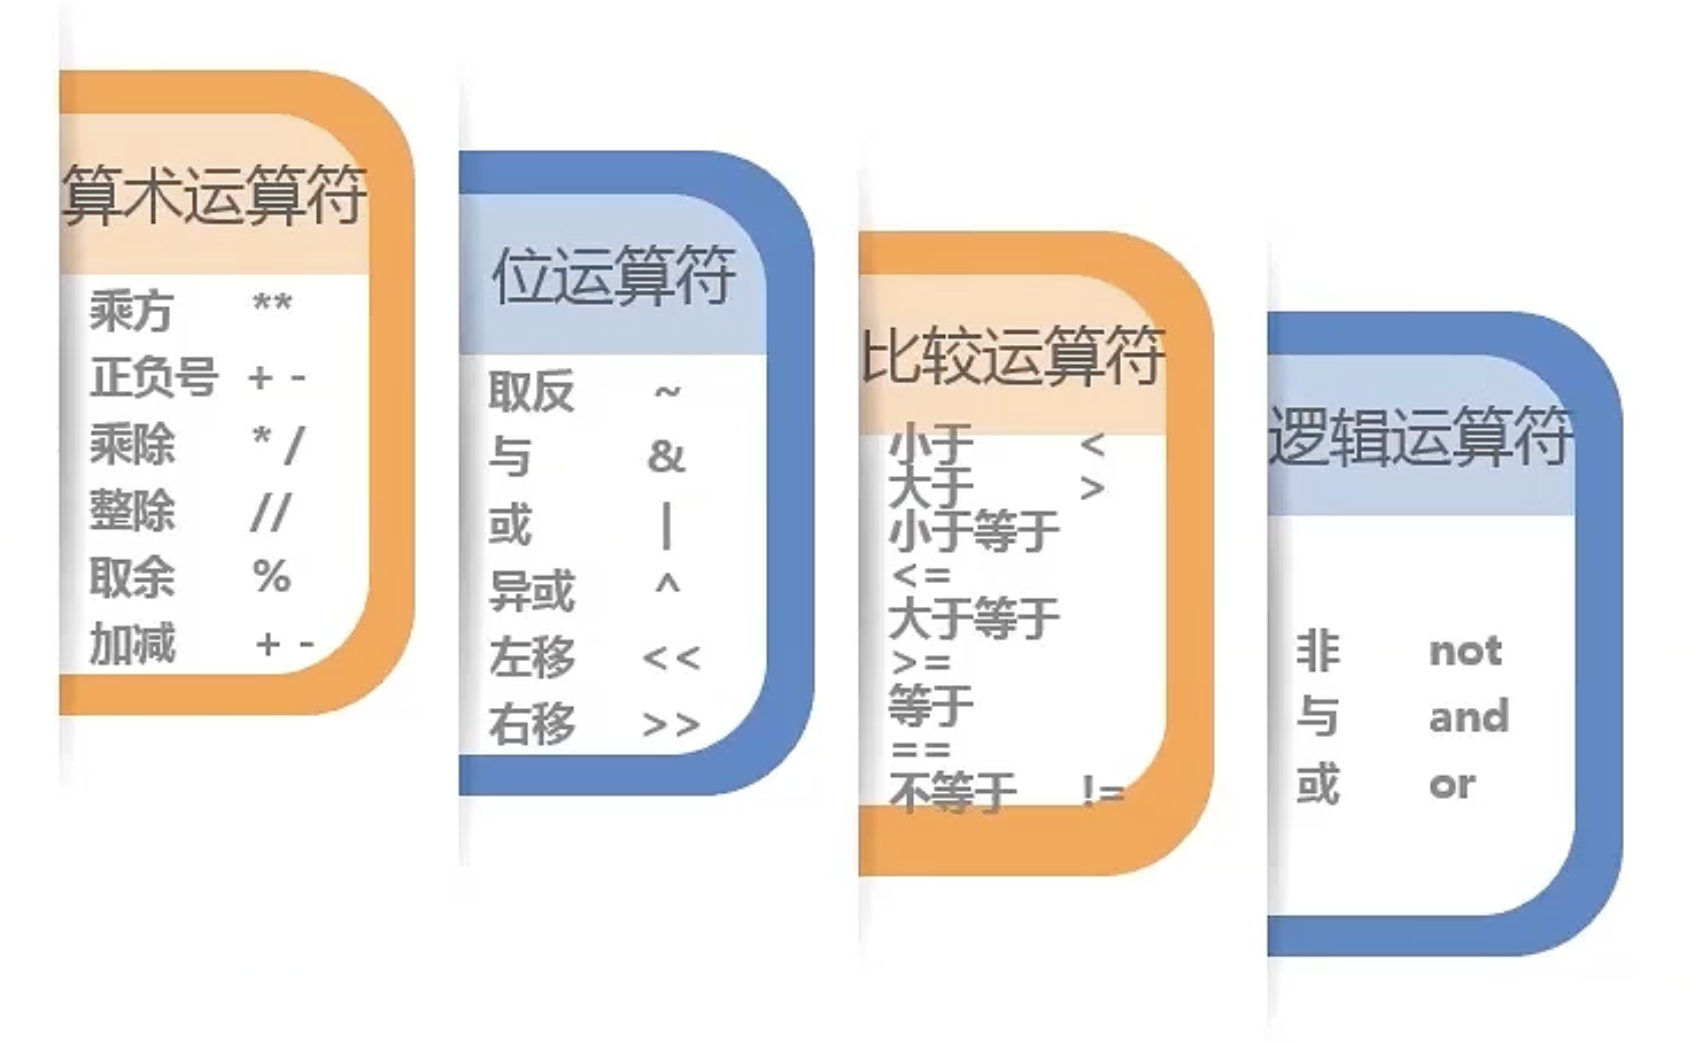 算术运算符
乘方 **
正负号 + -
乘除 * /
整除 //
取余 %
加减 + -
位运算符
取反 ~
与 &
或 |
异或 ^
左移 <<
右移 >>
比较运算符
小于 <
大于 >
小于等于
<=
大于等于
>=
等于
==
不等于 !=
逻辑运算符
非 not
与 and
或 or